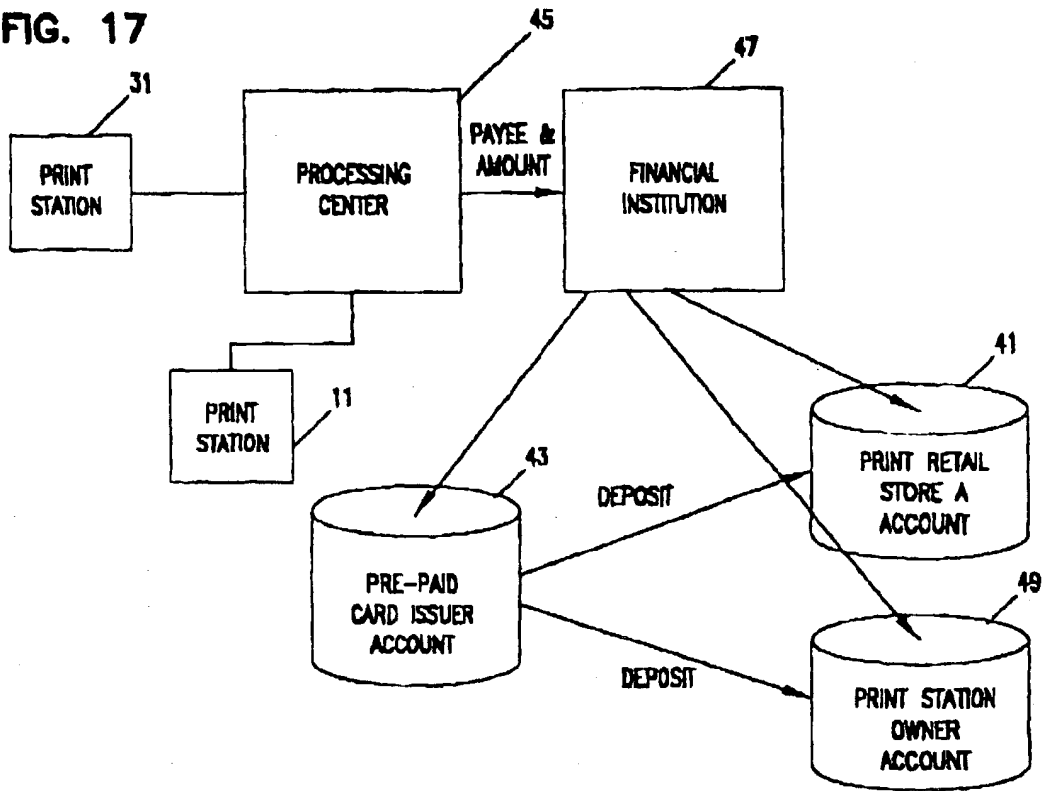 FIG. 17
45
47
31
PRINT
STATION
PROCESSING
CENTER
PAYEE &
AMOUNT
FINANCIAL
INSTITUTION
41
PRINT
STATION
11
43
DEPOSIT
PRINT RETAIL
STORE A
ACCOUNT
PRE-PAID
CARD ISSUER
ACCOUNT
49
DEPOSIT
PRINT STATION
OWNER
ACCOUNT